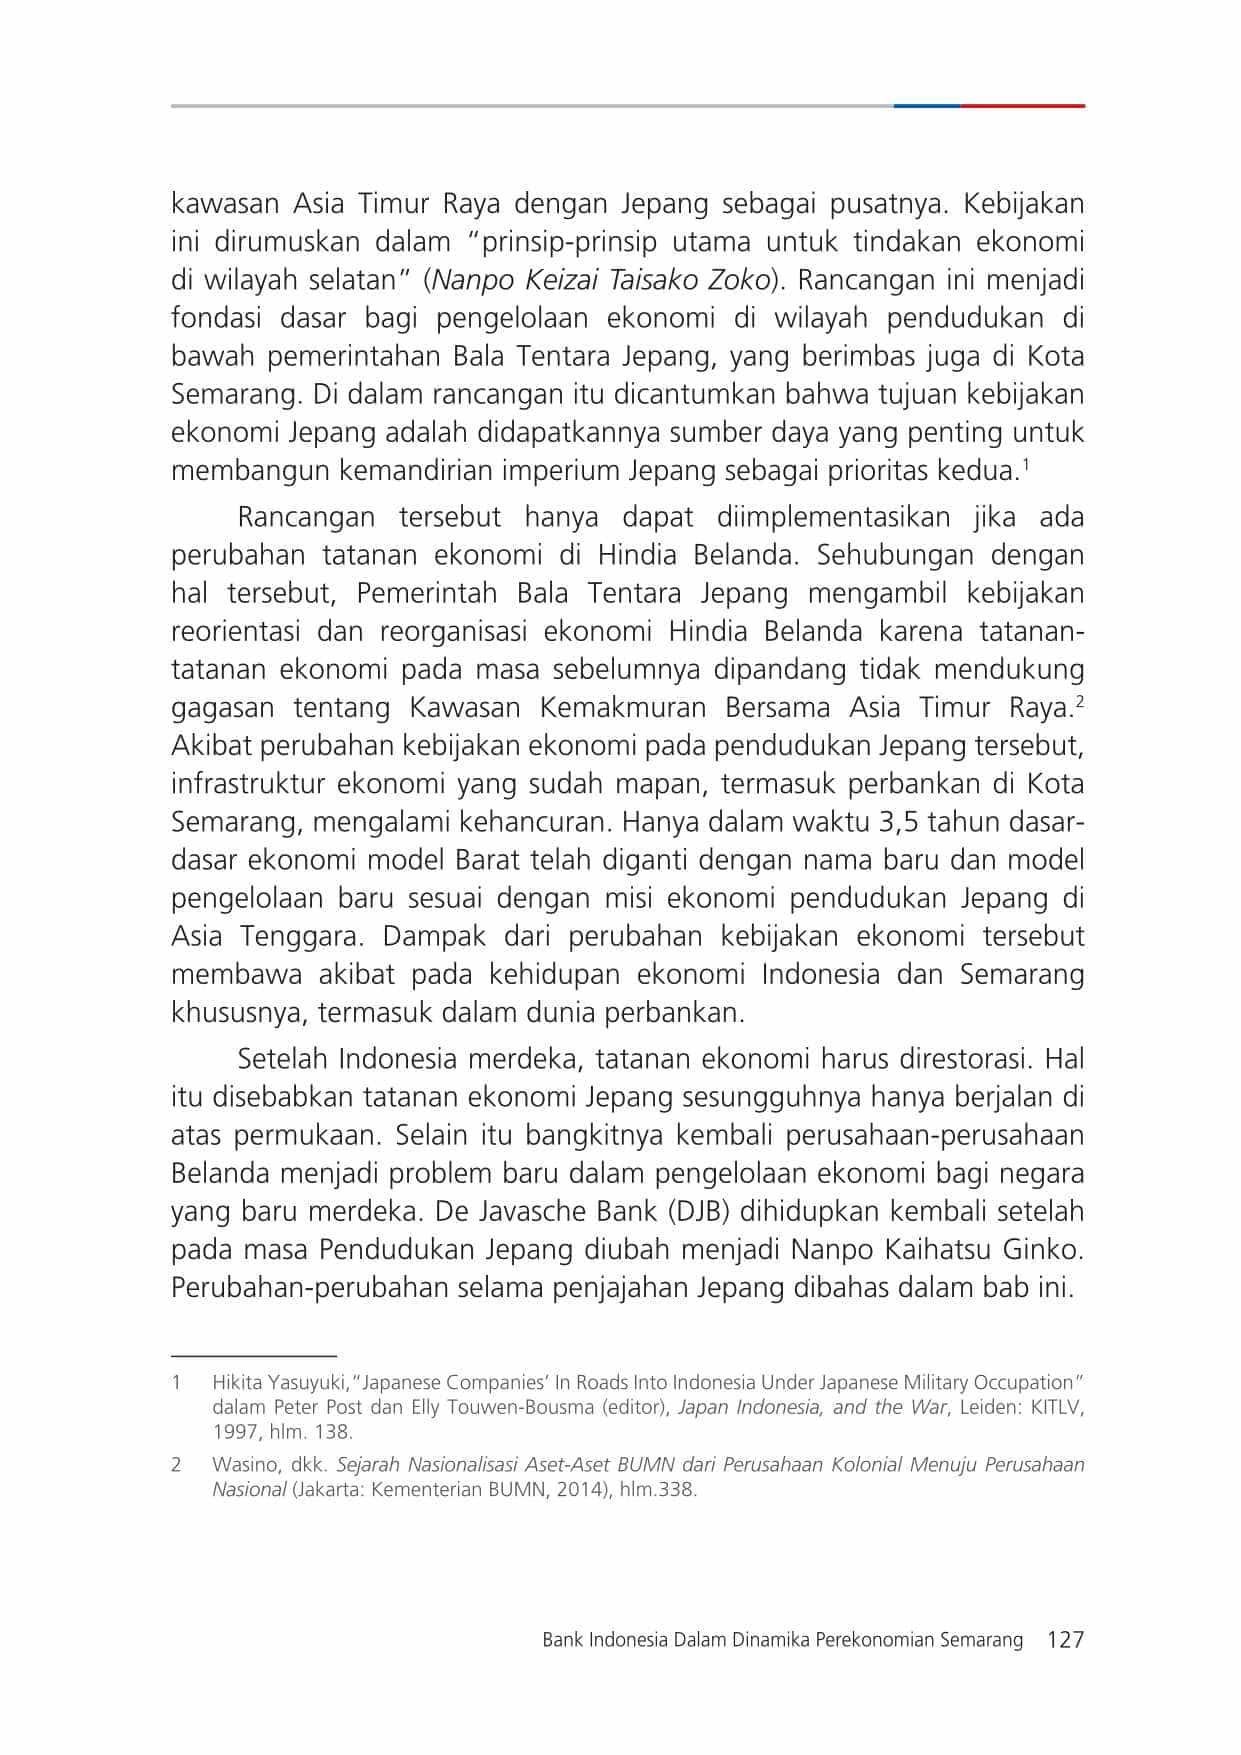 kawasan Asia Timur Raya dengan Jepang sebagai pusatnya. Kebijakan
ini dirumuskan dalam “prinsip-prinsip utama untuk tindakan ekonomi
di wilayah selatan” (Nanpo Keizai Taisako Zoko). Rancangan ini menjadi
fondasi dasar bagi pengelolaan ekonomi di wilayah pendudukan di
bawah pemerintahan Bala Tentara Jepang, yang berimbas juga di Kota
Semarang. Di dalam rancangan itu dicantumkan bahwa tujuan kebijakan
ekonomi Jepang adalah didapatkannya sumber daya yang penting untuk
membangun kemandirian imperium Jepang sebagai prioritas kedua.1
Rancangan tersebut hanya dapat diimplementasikan jika ada
perubahan tatanan ekonomi di Hindia Belanda. Sehubungan dengan
hal tersebut, Pemerintah Bala Tentara Jepang mengambil kebijakan
reorientasi dan reorganisasi ekonomi Hindia Belanda karena tatanan-
tatanan ekonomi pada masa sebelumnya dipandang tidak mendukung
gagasan tentang Kawasan Kemakmuran Bersama Asia Timur Raya.2
Akibat perubahan kebijakan ekonomi pada pendudukan Jepang tersebut,
infrastruktur ekonomi yang sudah mapan, termasuk perbankan di Kota
Semarang, mengalami kehancuran. Hanya dalam waktu 3,5 tahun dasar-
dasar ekonomi model Barat telah diganti dengan nama baru dan model
pengelolaan baru sesuai dengan misi ekonomi pendudukan Jepang di
Asia Tenggara. Dampak dari perubahan kebijakan ekonomi tersebut
membawa akibat pada kehidupan ekonomi Indonesia dan Semarang
khususnya, termasuk dalam dunia perbankan.
Setelah Indonesia merdeka, tatanan ekonomi harus direstorasi. Hal
itu disebabkan tatanan ekonomi Jepang sesungguhnya hanya berjalan di
atas permukaan. Selain itu bangkitnya kembali perusahaan-perusahaan
Belanda menjadi problem baru dalam pengelolaan ekonomi bagi negara
yang baru merdeka. De Javasche Bank (DJB) dihidupkan kembali setelah
pada masa Pendudukan Jepang diubah menjadi Nanpo Kaihatsu Ginko.
Perubahan-perubahan selama penjajahan Jepang dibahas dalam bab ini.
1 Hikita Yasuyuki,“Japanese Companies’ In Roads Into Indonesia Under Japanese Military Occupation”
dalam Peter Post dan Elly Touwen-Bousma (editor), Japan Indonesia, and the War, Leiden: KITLV,
1997, hlm. 138.
2 Wasino, dkk. Sejarah Nasionalisasi Aset-Aset BUMN dari Perusahaan Kolonial Menuju Perusahaan
Nasional (Jakarta: Kementerian BUMN, 2014), hlm.338.
Bank Indonesia Dalam Dinamika Perekonomian Semarang 127